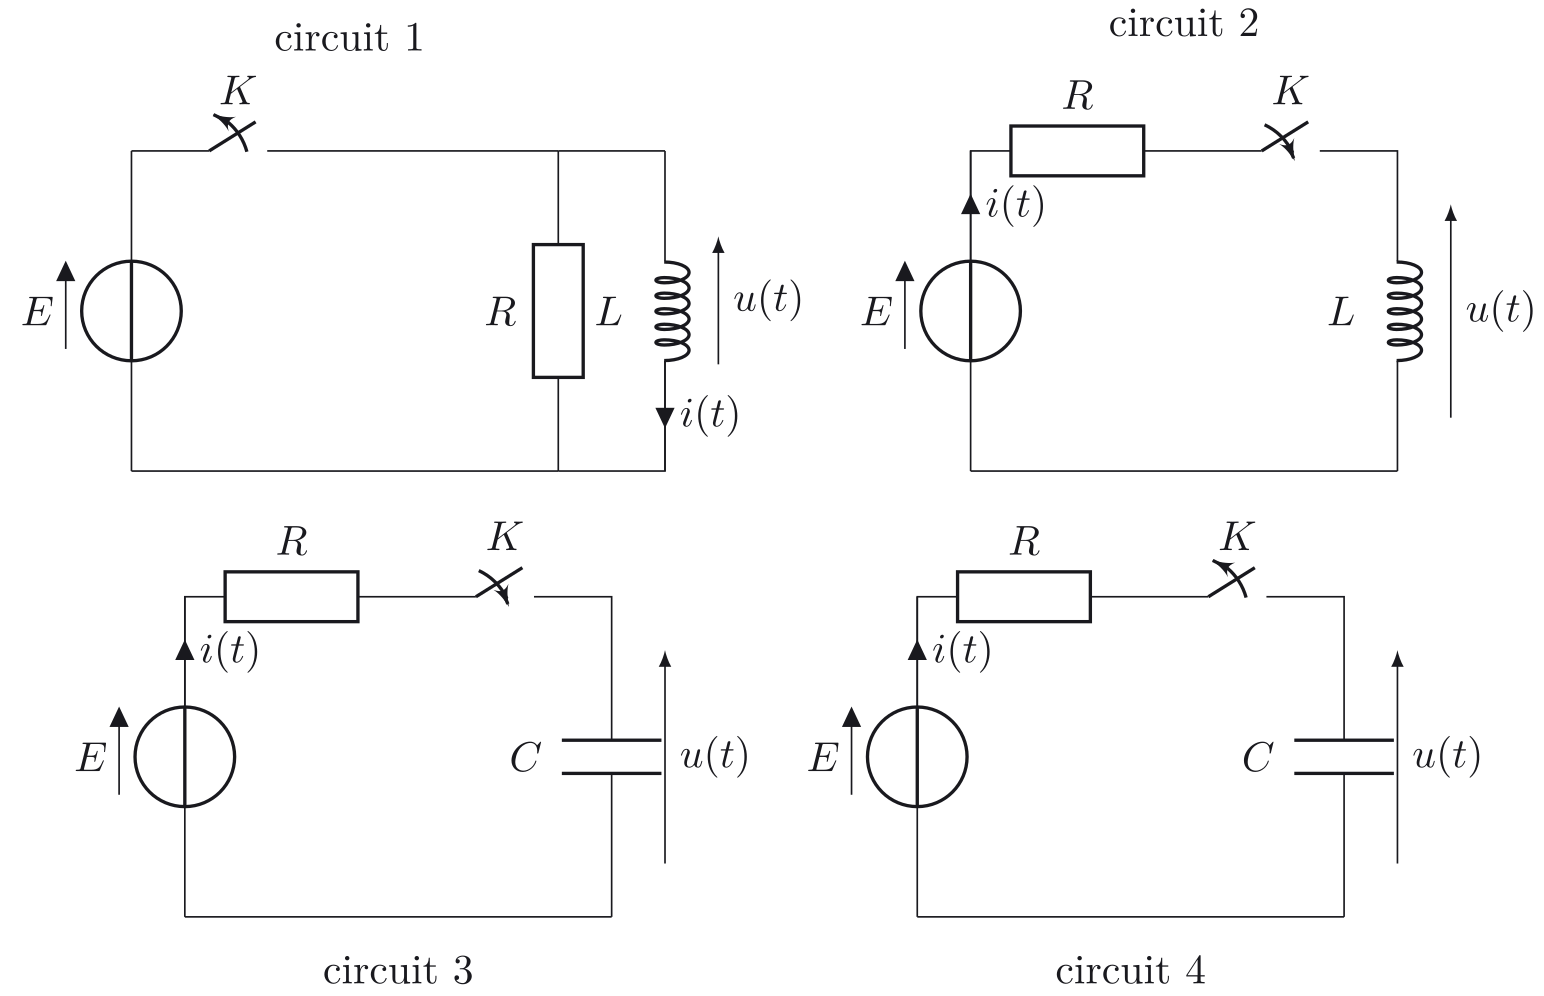 circuit 1
K
E
R
L
u(t)
i(t)
circuit 2
R
K
i(t)
E
L
u(t)
R
K
i(t)
E
C
u(t)
circuit 3
R
K
i(t)
E
C
u(t)
circuit 4